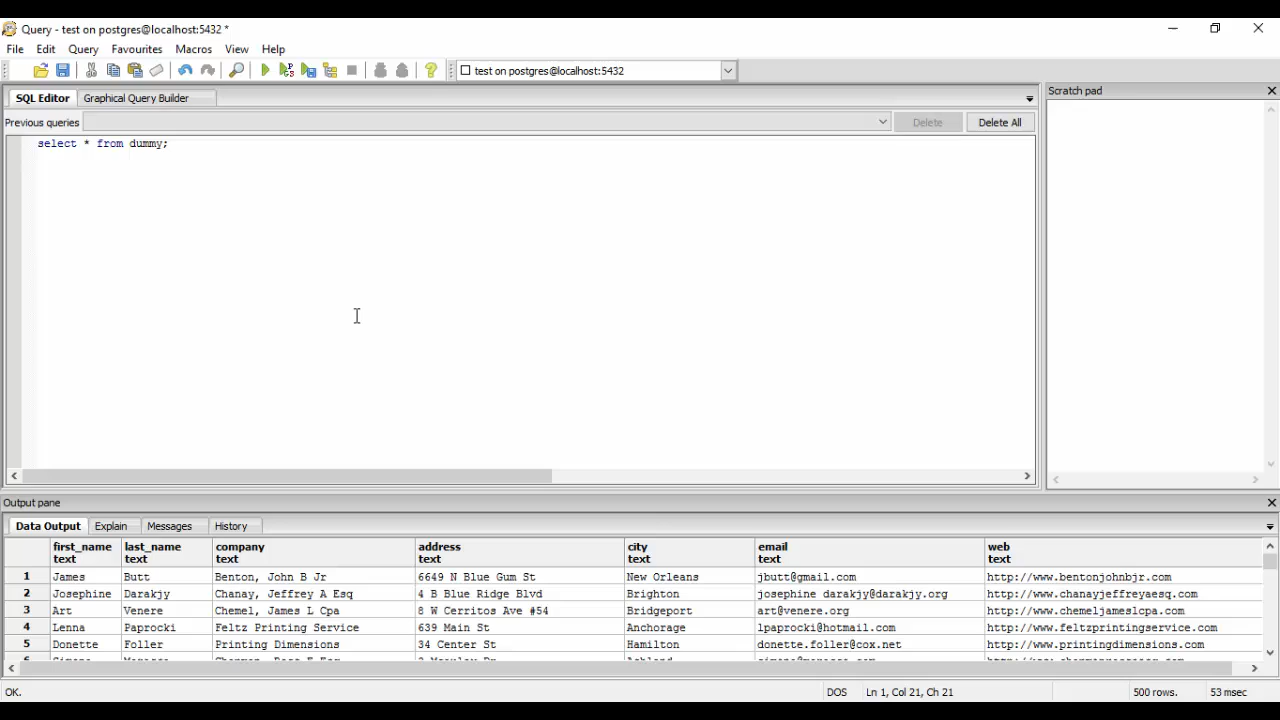 Query - test on postgres@localhost:5432 *
File Edit Query Favourites Macros View Help
test on postgres@localhost:5432
SQL Editor Graphical Query Builder
Scratch pad
Previous queries
Delete Delete All
select * from dummy;
Output pane
Data Output Explain Messages History
first_name last_name company address city email web
text text text text text text text
1 James Butt Benton, John B Jr 6649 N Blue Gum St New Orleans jbutt@gmail.com http://www.bentonjohnbjr.com
2 Josephine Darakjy Chanay, Jeffrey A Esq 4 B Blue Ridge Blvd Brighton josephine_darakjy@darakjy.org http://www.chanayjeffreyaesq.com
3 Art Venere Chemel, James L Cpa 8 W Cerritos Ave #54 Bridgeport art@venere.org http://www.chemeljameslcpa.com
4 Lenna Paprocki Feltz Printing Service 639 Main St Anchorage lpaprocki@hotmail.com http://www.feltzprintingservice.com
5 Donette Foller Printing Dimensions 34 Center St Hamilton donette.foller@cox.net http://www.printingdimensions.com
OK. DOS Ln 1, Col 21, Ch 21 500 rows. 53 msec